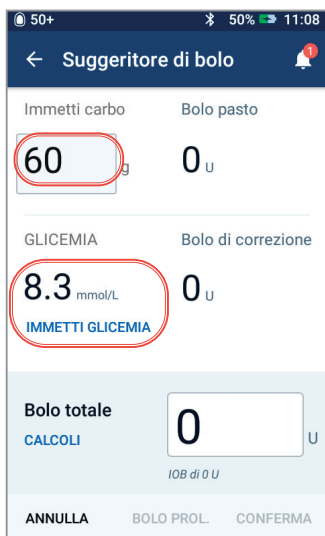 50+ 50% 11:08
Suggeritore di bolo 1
Immetti carbo Bolo pasto
60 g 0 U
GLICEMIA Bolo di correzione
8.3 mmol/L 0 U
IMMETTI GLICEMIA
Bolo totale 0 U
CALCOLI
IOB di 0 U
ANNULLA BOLO PROL. CONFERMA